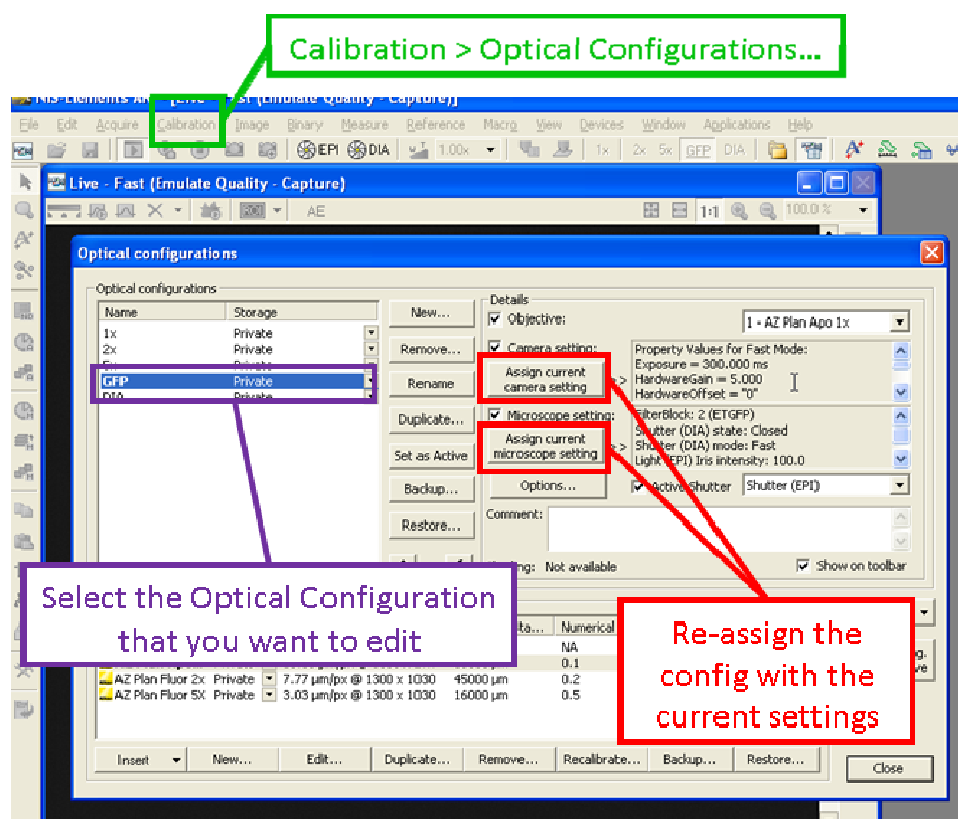 Calibration > Optical Configurations...
File Edit Acquire Calibration Image Binary Measure Reference Macro View Devices Window Applications Help
EPI DIA 1.00x 1x 2x 5x GFP DIA
Live - Fast (Emulate Quality - Capture)
AE 1:1 100.0 %
Optical configurations
Optical configurations
Name Storage
1x Private
2x Private
Private
GFP Private
DIA Private
New...
Remove...
Rename
Duplicate...
Set as Active
Backup...
Restore...
Details
Objective:
1 - AZ Plan Apo 1x
Camera setting:
Assign current
camera setting
>
Property Values for Fast Mode:
Exposure = 300.000 ms
HardwareGain = 5.000
HardwareOffset = "0"
Microscope setting:
Assign current
microscope setting
>>
FilterBlock: 2 (ETGFP)
Shutter (DIA) state: Closed
Shutter (DIA) mode: Fast
Light (EPI) Iris intensity: 100.0
Options...
Active Shutter Shutter (EPI)
Comment:
Not available
Show on toolbar
Select the Optical Configuration
that you want to edit
Re-assign the
config with the
current settings
Numerical
NA
0.1
AZ Plan Fluor 2x Private 7.77 µm/px @ 1300 x 1030 45000 µm 0.2
AZ Plan Fluor 5X Private 3.03 µm/px @ 1300 x 1030 16000 µm 0.5
Insert New... Edit... Duplicate... Remove... Recalibrate... Backup... Restore...
Close